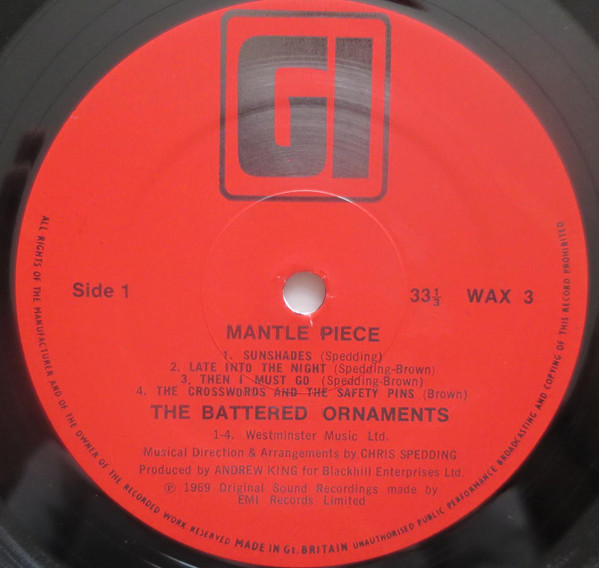 GI
Side 1
33⅓ WAX 3
MANTLE PIECE
1. SUNSHADES (Spedding)
2. LATE INTO THE NIGHT (Spedding-Brown)
3. THEN I MUST GO (Spedding-Brown)
4. THE CROSSWORDS AND THE SAFETY PINS (Brown)
THE BATTERED ORNAMENTS
1-4. Westminster Music Ltd.
Musical Direction & Arrangements by CHRIS SPEDDING
Produced by ANDREW KING for Blackhill Enterprises Ltd.
℗ 1969 Original Sound Recordings made by
EMI Records Limited
ALL RIGHTS OF THE MANUFACTURER AND OF THE OWNER OF THE RECORDED WORK RESERVED MADE IN Gt. BRITAIN UNAUTHORISED PUBLIC PERFORMANCE BROADCASTING AND COPYING OF THIS RECORD PROHIBITED